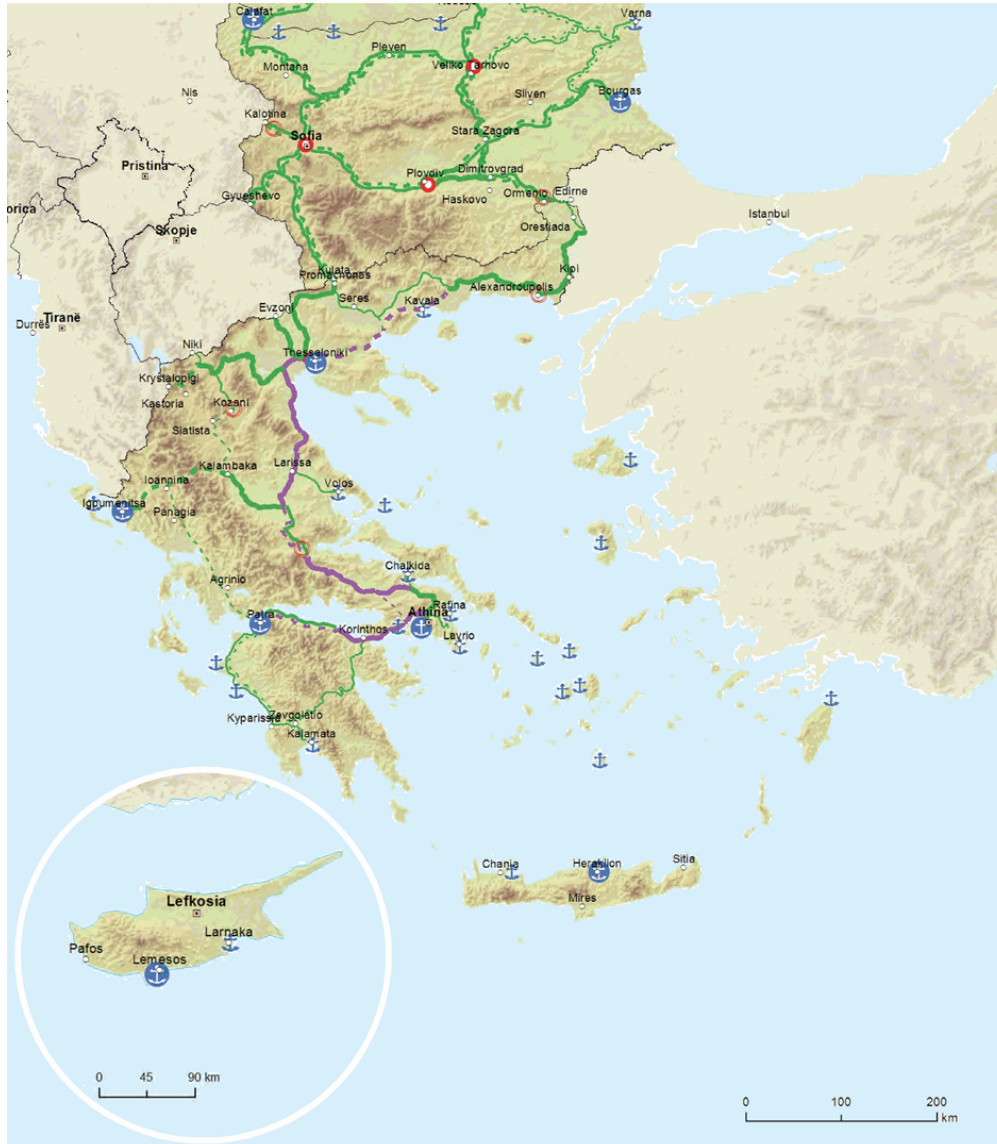 Calafat
Varna
Pleven
Montana
Veliko Tarnovo
Nis
Sliven
Bourgas
Kalotina
Sofia
Stara Zagora
Pristina
Plovdiv
Dimitrovgrad
Gyueshevo
Haskovo
Ormenio
Edirne
orica
Istanbul
Orestiada
Skopje
Kulata
Promachonas
Kipi
Seres
Alexandroupolis
Kavala
Evzoni
Tiranë
Durrës
Niki
Thesseloniki
Krystalopigi
Kastoria
Kozani
Siatista
Kalambaka
Larissa
Ioannina
Volos
Igoumenitsa
Panagia
Chalkida
Agrinio
Rafina
Patra
Athina
Korinthos
Lavrio
Zevgolatio
Kyparissia
Kalamata
Chania
Heraklion
Sitia
Mires
Lefkosia
Larnaka
Pafos
Lemesos
0 45 90 km
0 100 200
km